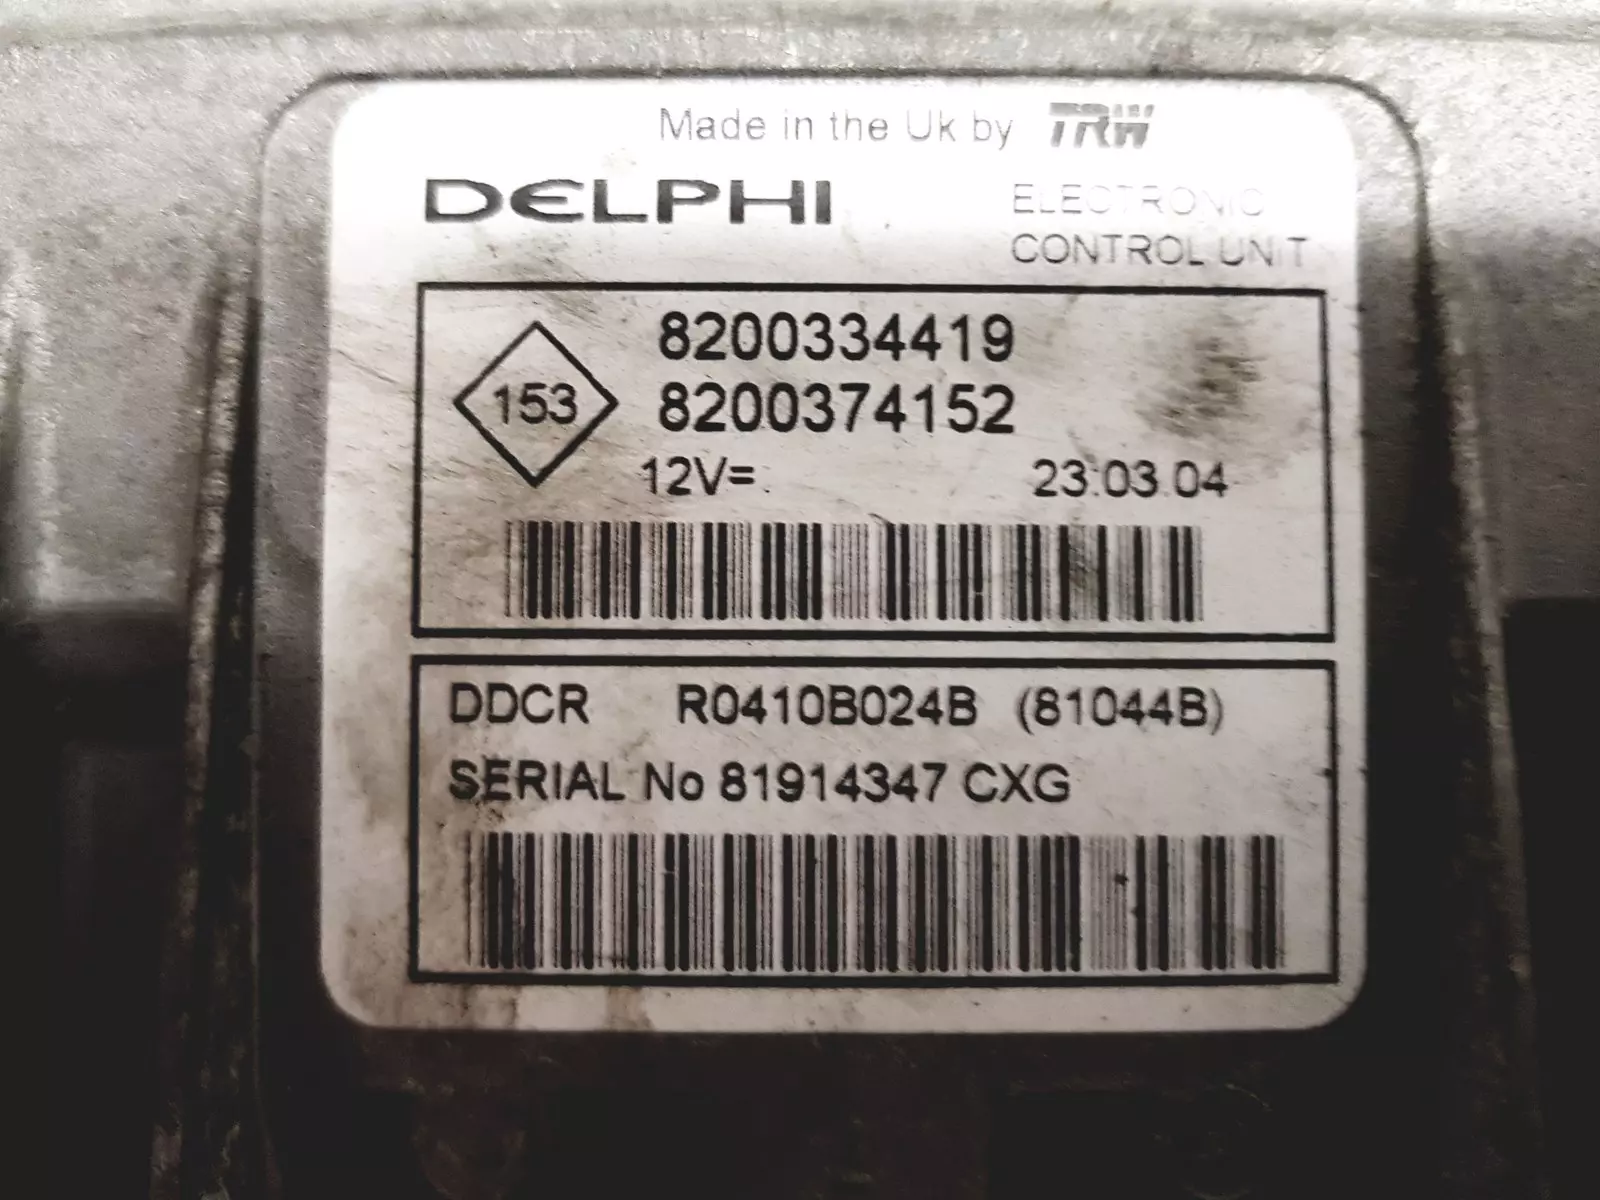 Made in the Uk by TRW
DELPHI
ELECTRONIC
CONTROL UNIT
153
8200334419
8200374152
12V=
23.03.04
DDCR R0410B024B (81044B)
SERIAL No 81914347 CXG